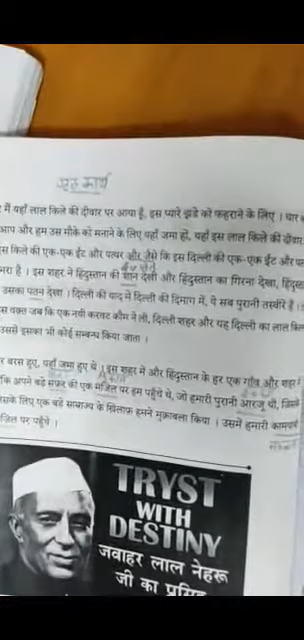 गृह कार्य
में यहाँ लाल किले की दीवार पर आया हूँ, इस प्यारे झंडे को फहराने के लिए । चार
आप और हम उस मौके को मनाने के लिए यहाँ जमा हों, यहाँ इस लाल किले की दीवार
किले की एक-एक ईंट और पत्थर और जैसे कि इस दिल्ली की एक-एक ईंट और
भरा है । इस शहर ने हिंदुस्तान की शान देखी और हिंदुस्तान का गिरना देखा,
उसका पतन देखा । दिल्ली की याद में दिल्ली की दिमाग में, ये सब पुरानी तस्वीरें हैं ।
वक्त जब कि एक नयी करवट कौम ने ली, दिल्ली शहर और यह दिल्ली का लाल
उससे इसका भी कोई सम्बन्ध किया जाता ।
बरस हुए, यहाँ जमा हुए थे । इस शहर में और हिंदुस्तान के हर एक गाँव और शहर
कि अपने बड़े सफ़र की एक मंजिल पर हम पहुँचे थे, जो हमारी पुरानी आरजू थी,
लिए एक बड़े साम्राज्य के खिलाफ़ हमने मुक़ाबला किया । उसमें हमारी
पर पहुँचे ।
TRYST
WITH
DESTINY
जवाहर लाल नेहरू
जी का